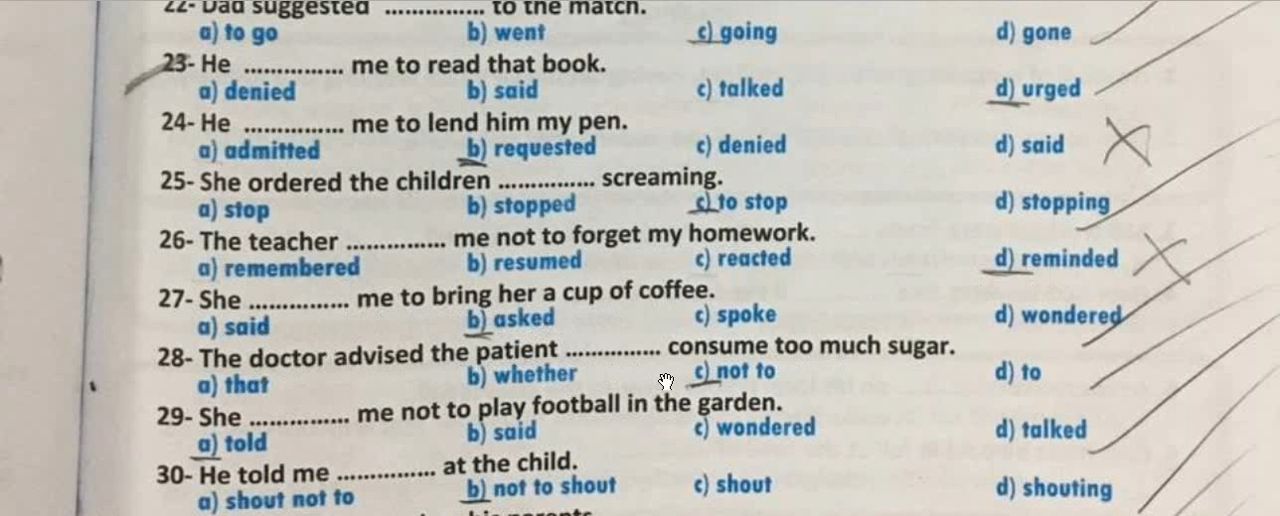 22- Dad suggested ................ to the match.
a) to go b) went c) going d) gone
23- He ................ me to read that book.
a) denied b) said c) talked d) urged
24- He ................ me to lend him my pen.
a) admitted b) requested c) denied d) said
25- She ordered the children ............... screaming.
a) stop b) stopped c) to stop d) stopping
26- The teacher ................ me not to forget my homework.
a) remembered b) resumed c) reacted d) reminded
27- She ................ me to bring her a cup of coffee.
a) said b) asked c) spoke d) wondered
28- The doctor advised the patient ............... consume too much sugar.
a) that b) whether c) not to d) to
29- She ................ me not to play football in the garden.
a) told b) said c) wondered d) talked
30- He told me ................ at the child.
a) shout not to b) not to shout c) shout d) shouting